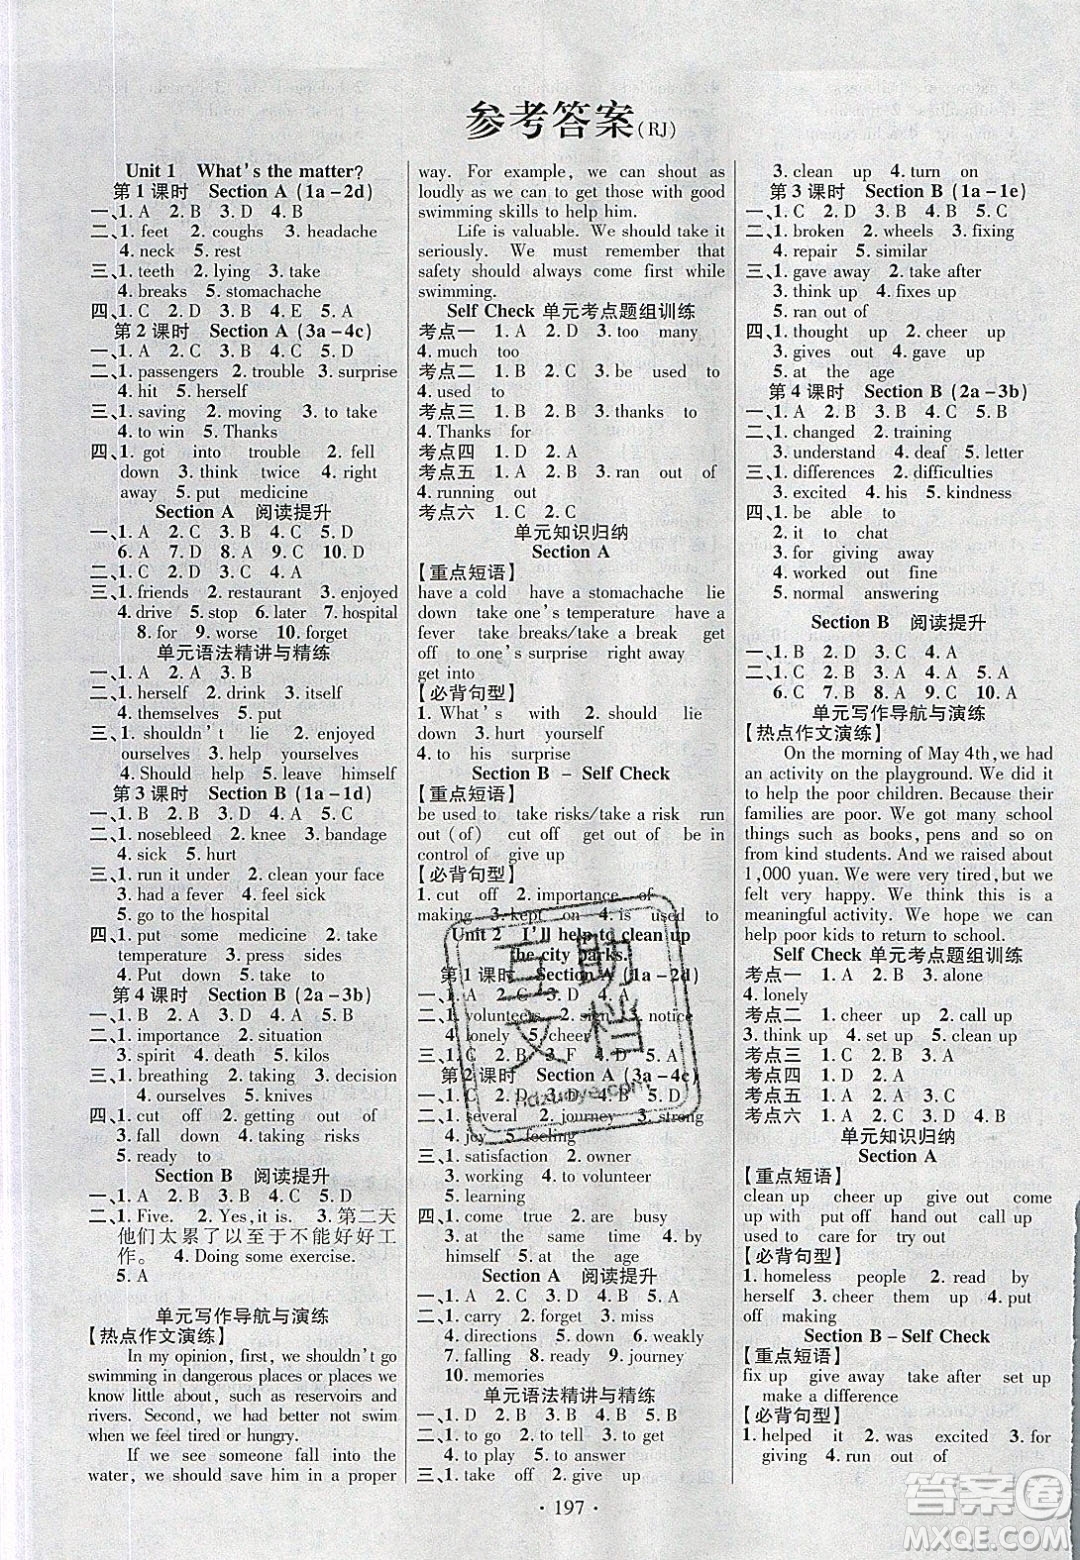 参考答案(RJ)
Unit 1 What's the matter?
第1课时 Section A (1a-2d)
一、1. A 2. B 3. D 4. B
二、1. feet 2. coughs 3. headache
4. neck 5. rest
三、1. teeth 2. lying 3. take
4. breaks 5. stomachache
四、1. C 2. D 3. B 4. E 5. A
第2课时 Section A (3a-4c)
一、1. A 2. B 3. C 4. C 5. D
二、1. passengers 2. trouble 3. surprise
4. hit 5. herself
三、1. saving 2. moving 3. to take
4. to win 5. Thanks
四、1. got into trouble 2. fell
down 3. think twice 4. right
away 5. put medicine
Section A 阅读提升
一、1. A 2. C 3. B 4. C 5. D
6. A 7. D 8. B 9. C 10. D
二、1. C 2. D 3. C 4. A
三、1. friends 2. restaurant 3. enjoyed
4. drive 5. stop 6. later 7. hospital
8. for 9. worse 10. forget
单元语法精讲与精练
一、1. A 2. A 3. B
二、1. herself 2. drink 3. itself
4. themselves 5. put
三、1. shouldn't lie 2. enjoyed
ourselves 3. help yourselves
4. Should help 5. leave himself
第3课时 Section B (1a-1d)
一、1. B 2. B 3. C 4. D 5. D
二、1. nosebleed 2. knee 3. bandage
4. sick 5. hurt
三、1. run it under 2. clean your face
3. had a fever 4. feel sick
5. go to the hospital
四、1. put some medicine 2. take
temperature 3. press sides
4. Put down 5. get hit
第4课时 Section B (2a-3b)
一、1. B 2. D 3. A 4. C 5. A
二、1. importance 2. situation
3. spirit 4. death 5. kilos
三、1. breathing 2. taking 3. decision
4. ourselves 5. knives
四、1. cut off 2. getting out of
3. fall down 4. taking risks
5. ready to
Section B 阅读提升
一、1. A 2. B 3. B 4. A 5. D
二、1. Five. 2. Yes, it is. 3. 第二天
他们太累了以至于不能好好工
作。 4. Doing some exercise.
5. A
单元写作导航与演练
【热点作文演练】
In my opinion, first, we shouldn't go
swimming in dangerous places or places we
know little about, such as reservoirs and
rivers. Second, we had better not swim
when we feel tired or hungry.
If we see someone fall into the
water, we should save him in a proper
way. For example, we can shout as
loudly as we can to get those with good
swimming skills to help him.
Life is valuable. We should take it
seriously. We must remember that
safety should always come first while
swimming.
Self Check 单元考点题组训练
考点一 1. A 2. D 3. too many
4. much too
考点二 1. B 2. C 3. be used to
4. used to
考点三 1. A 2. B 3. thanks to
4. Thanks for
考点四 1. D 2. C 3. A
考点五 1. A 2. B 3. ran out of
4. running out
考点六 1. C 2. D 3. C
单元知识归纳
Section A
【重点短语】
have a cold have a stomachache lie
down take one's temperature have a
fever take breaks/take a break get
off to one's surprise right away
get into
【必背句型】
1. What's with 2. should lie
down 3. hurt yourself
4. to his surprise
Section B - Self Check
【重点短语】
be used to take risks/take a risk run
out (of) cut off get out of be in
control of give up
【必背句型】
1. cut off 2. importance of
making 3. kept on 4. is used to
Unit 2 I'll help to clean up
the city parks.
第1课时 Section A (1a-2d)
一、1. A 2. C 3. D 4. A
二、1. volunteers 2. sign 3. notice
4. lonely 5. cheer
三、1. C 2. B 3. F 4. D 5. A
第2课时 Section A (3a-4c)
一、1. C 2. D 4. B 5. D
二、1. several 2. journey 3. strong
4. joy 5. feeling
三、1. satisfaction 2. owner
3. working 4. to volunteer
5. learning
四、1. come true 2. are busy
3. at the same time 4. himself by
himself 5. at the age
Section A 阅读提升
一、1. A 2. C 3. D 4. B
二、1. carry 2. forget 3. miss
4. directions 5. down 6. weakly
7. falling 8. kind 9. journey
10. memories
单元语法精讲与精练
一、1. C 2. B 3. C 4. A 5. B
二、1. to go 2. to tell 3. to get
4. to buy 5. to stop
三、1. take off 2. give up
3. clean up 4. turn on
第3课时 Section B (1a-1e)
一、1. C 2. C 3. A 4. B 5. C
二、1. broken 2. wheels 3. fixing
4. repair 5. similar
三、1. gave away 2. take after
3. think up 4. fixes up
5. ran out of
四、1. thought up 2. cheer up
3. gives out 4. gave up
5. at the age
第4课时 Section B (2a-3b)
一、1. A 2. B 3. D 4. B 5. D
二、1. changed 2. training
3. understand 4. deaf 5. letter
三、1. differences 2. difficulties
3. excited 4. his 5. kindness
四、1. be able to
2. it to chat
3. for giving away
4. worked out fine
5. normal answering
Section B 阅读提升
一、1. B 2. D 3. C 4. A
二、1. C 2. A 3. B 4. D 5. A
6. C 7. B 8. A 9. C 10. A
单元写作导航与演练
【热点作文演练】
On the morning of May 4th, we had
an activity on the playground. We did it
to help the poor children. Because their
families are poor. We got many school
things such as books, pens and so on
from kind students. And we raised about
1,000 yuan. We were very tired, but we
felt very happy. We think this is a
meaningful activity. We hope we can
help poor kids to return to school.
Self Check 单元考点题组训练
考点一 1. A 2. D 3. alone
4. lonely
考点二 1. cheer up 2. put off
3. think up 4. set up 5. clean up
考点三 1. C 2. A
考点四 1. D 2. A
考点五 1. D 2. A 3. C
考点六 1. C 2. C 3. D 4. B
单元知识归纳
Section A
【重点短语】
clean up cheer up give out come
up with put off hand out call up
used to care for try out
【必背句型】
1. homeless people 2. read by
herself 3. cheer up 4. put
off making
Section B - Self Check
【重点短语】
fix up give away take after set up
make a difference
【必背句型】
1. helped it 2. was excited 3. for
giving running out of
· 197 ·
互助文档
hdzuoye.com
答案圈
MXQE.COM